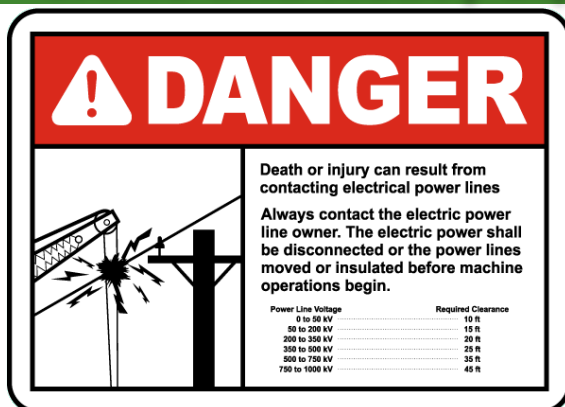 DANGER
Death or injury can result from
contacting electrical power lines
Always contact the electric power
line owner. The electric power shall
be disconnected or the power lines
moved or insulated before machine
operations begin.
Power Line Voltage Required Clearance
0 to 50 kV 10 ft
50 to 200 kV 15 ft
200 to 350 kV 20 ft
350 to 500 kV 25 ft
500 to 750 kV 35 ft
750 to 1000 kV 45 ft